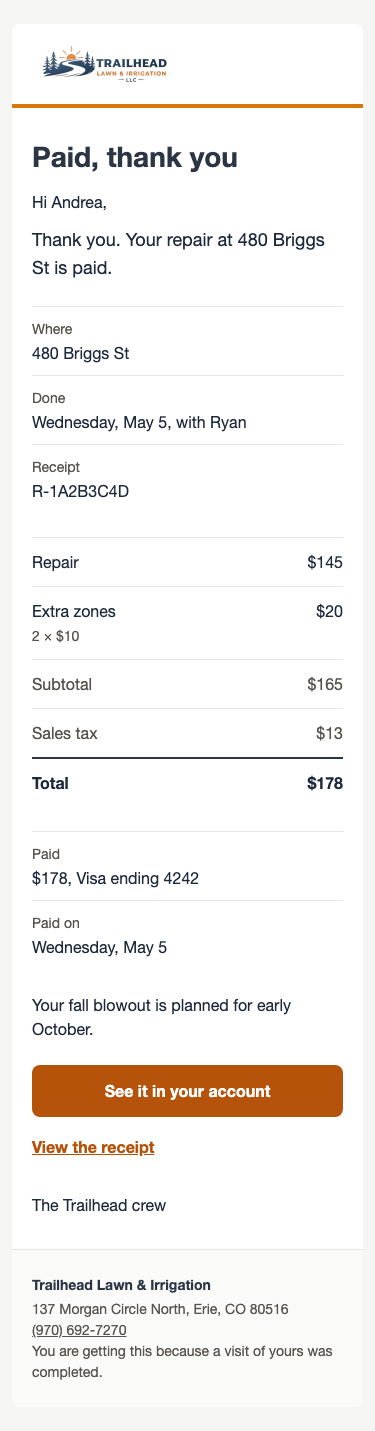 TRAILHEAD
LAWN & IRRIGATION
LLC
Paid, thank you
Hi Andrea,
Thank you. Your repair at 480 Briggs
St is paid.
Where
480 Briggs St
Done
Wednesday, May 5, with Ryan
Receipt
R-1A2B3C4D
Repair $145
Extra zones $20
2 × $10
Subtotal $165
Sales tax $13
Total $178
Paid
$178, Visa ending 4242
Paid on
Wednesday, May 5
Your fall blowout is planned for early
October.
See it in your account
View the receipt
The Trailhead crew
Trailhead Lawn & Irrigation
137 Morgan Circle North, Erie, CO 80516
(970) 692-7270
You are getting this because a visit of yours was
completed.